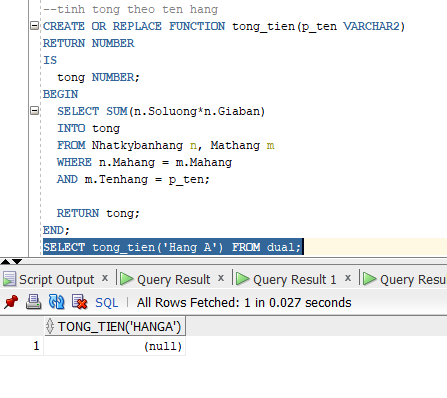 --tinh tong theo ten hang
CREATE OR REPLACE FUNCTION tong_tien(p_ten VARCHAR2)
RETURN NUMBER
IS
  tong NUMBER;
BEGIN
  SELECT SUM(n.Soluong*n.Giaban)
  INTO tong
  FROM Nhatkybanhang n, Mathang m
  WHERE n.Mahang = m.Mahang
  AND m.Tenhang = p_ten;
  RETURN tong;
END;
SELECT tong_tien('Hang A') FROM dual;
Script Output × Query Result × Query Result 1 × Query Resu
SQL | All Rows Fetched: 1 in 0.027 seconds
TONG_TIEN('HANGA')
1 (null)